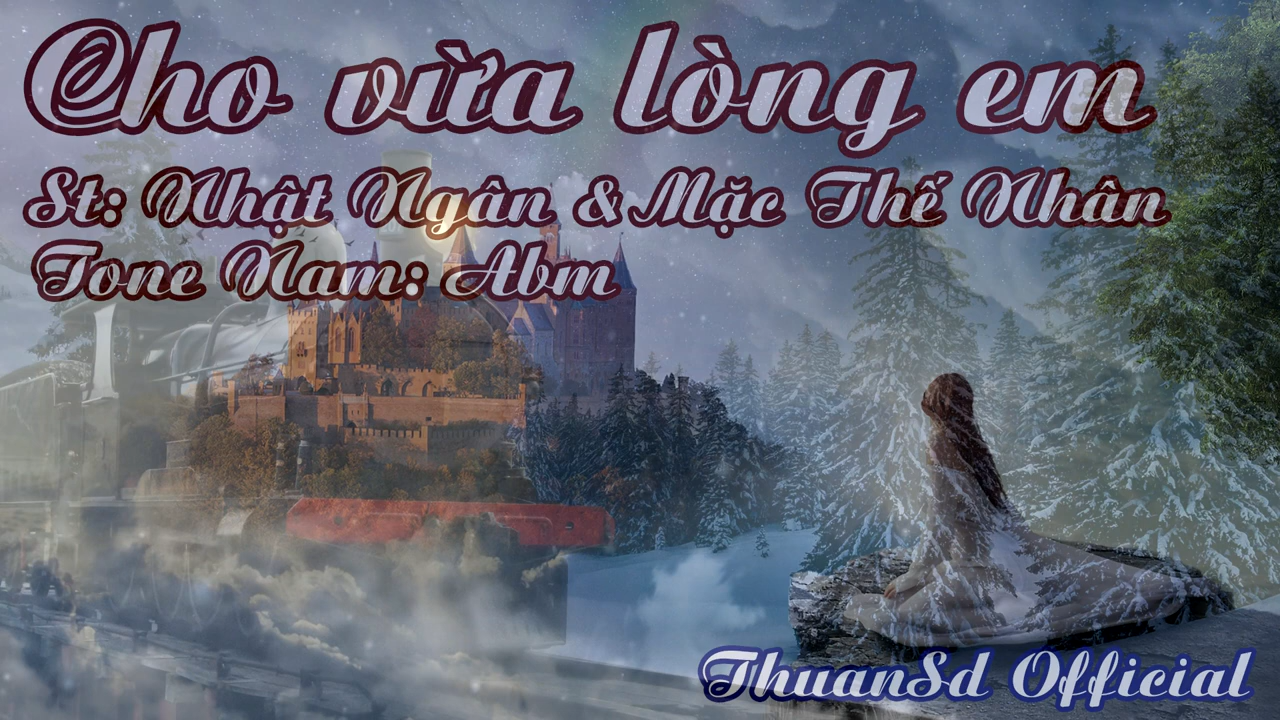 Cho vừa lòng em
St: Nhật Ngân & Mặc Thế Nhân
Tone Nam: Abm
ThuanSd Official